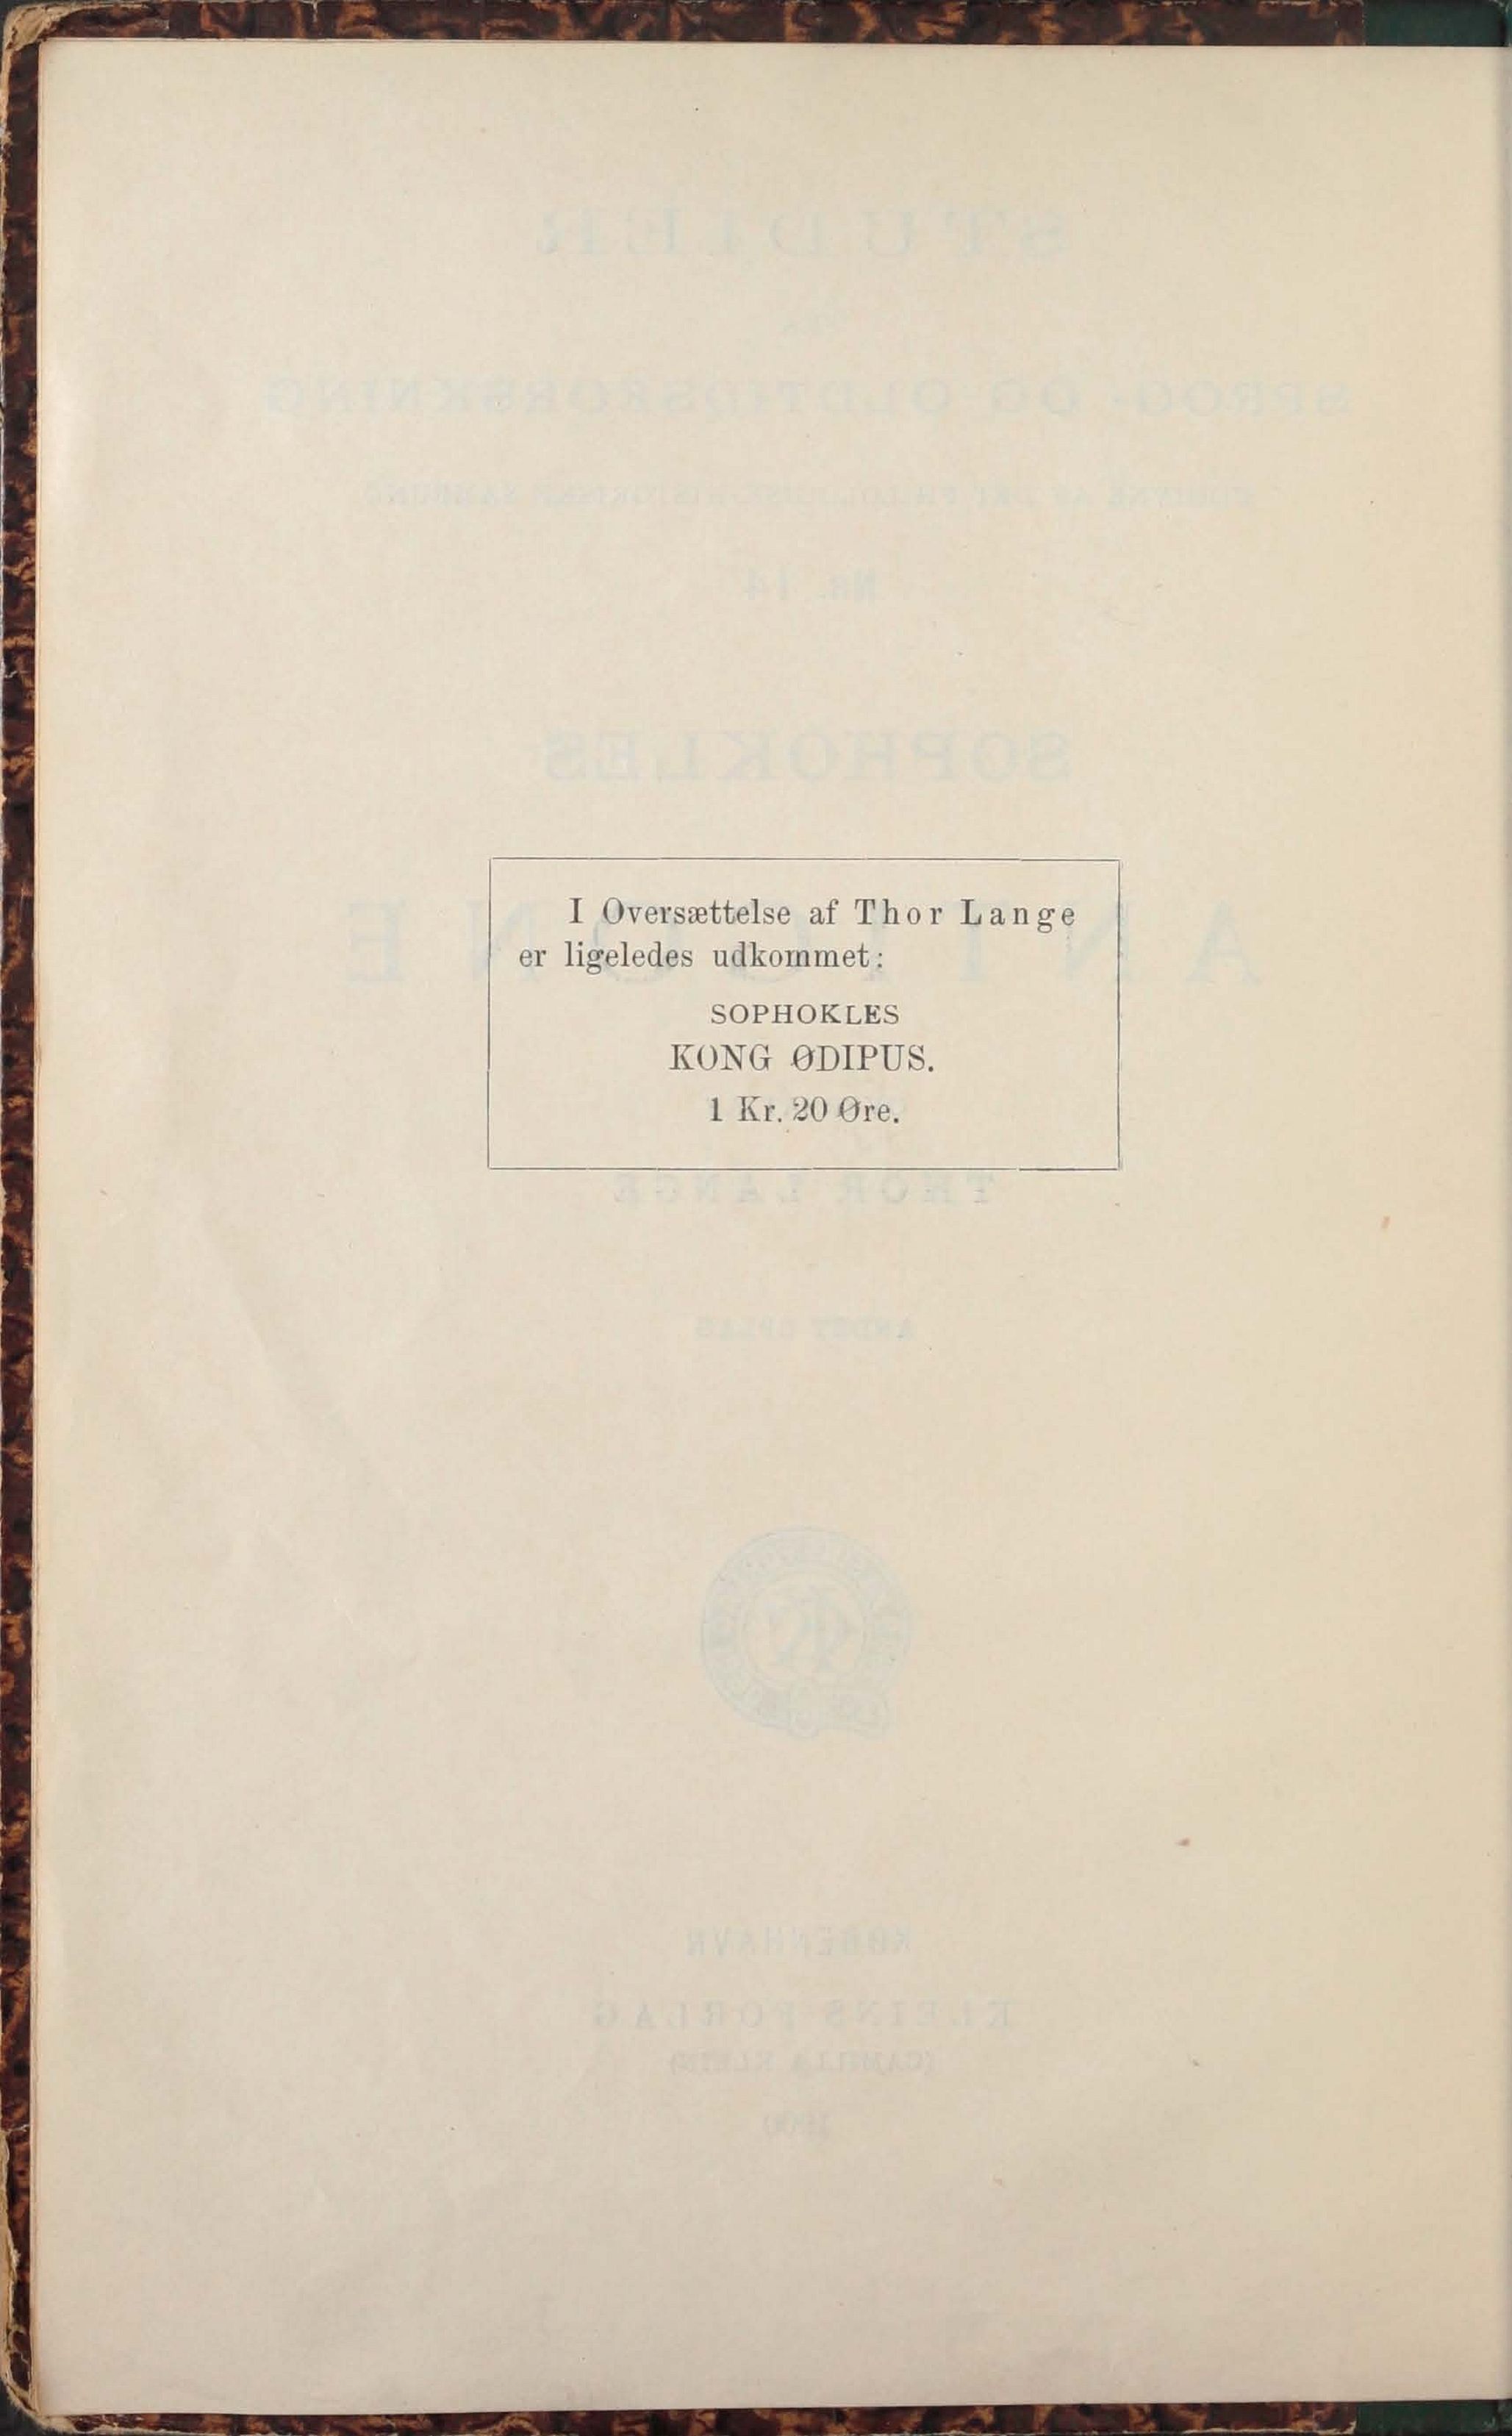 I Oversættelse af Thor Lange
er ligeledes udkommet:
SOPHOKLES
KONG ØDIPUS.
1 Kr. 20 Øre.